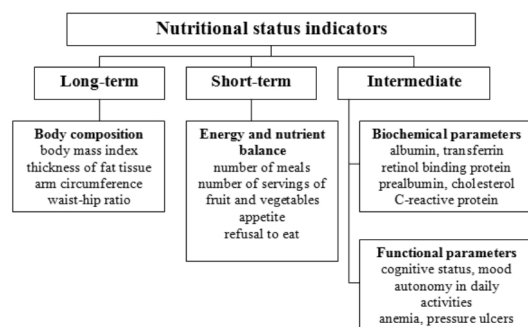 Nutritional status indicators
Long-term
Short-term
Intermediate
Body composition
body mass index
thickness of fat tissue
arm circumference
waist-hip ratio
Energy and nutrient
balance
number of meals
number of servings of
fruit and vegetables
appetite
refusal to eat
Biochemical parameters
albumin, transferrin
retinol binding protein
prealbumin, cholesterol
C-reactive protein
Functional parameters
cognitive status, mood
autonomy in daily
activities
anemia, pressure ulcers